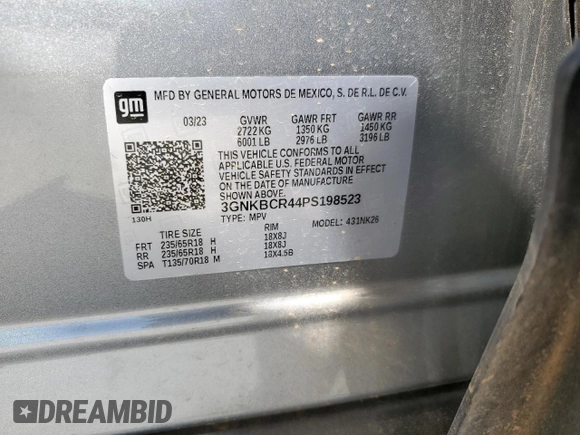 gm
MFD BY GENERAL MOTORS DE MEXICO, S. DE R.L. DE C.V.
03/23 GVWR GAWR FRT GAWR RR
2722 KG 1350 KG 1450 KG
6001 LB 2976 LB 3196 LB
THIS VEHICLE CONFORMS TO ALL
APPLICABLE U.S. FEDERAL MOTOR
VEHICLE SAFETY STANDARDS IN EFFECT
ON THE DATE OF MANUFACTURE
SHOWN ABOVE.
3GNKBCR44PS198523
130H TYPE: MPV MODEL: 431NK26
TIRE SIZE RIM
FRT 235/65R18 H 18X8J
RR 235/65R18 H 18X8J
SPA T135/70R18 M 18X4.5B
DREAMBID